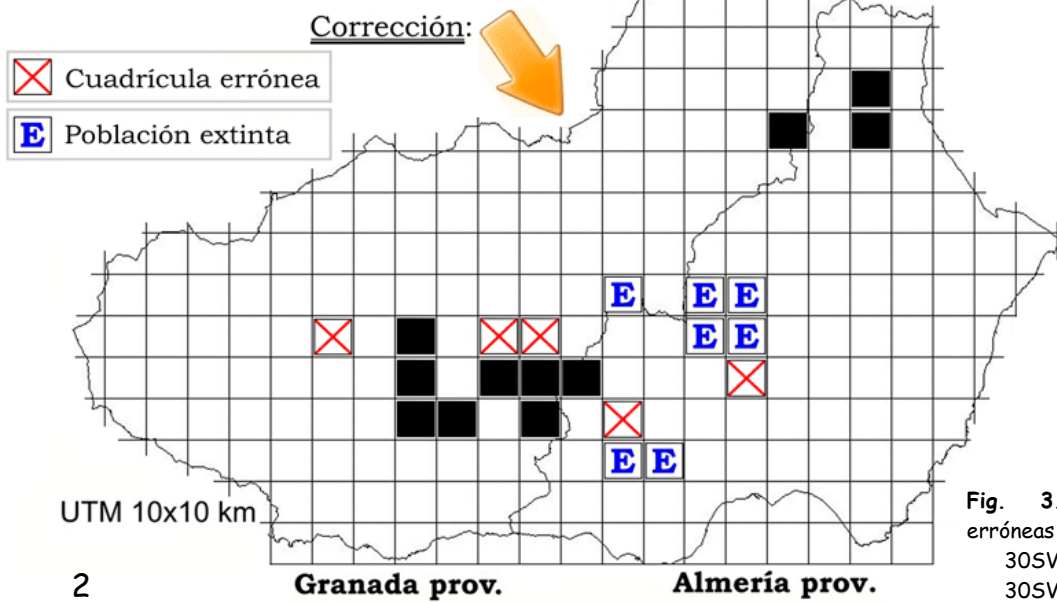 Corrección:
Cuadrícula errónea
E Población extinta
E E E
E E
E E
UTM 10x10 km
Fig. 3.
erróneas
30SV
30SV
2
Granada prov.
Almería prov.